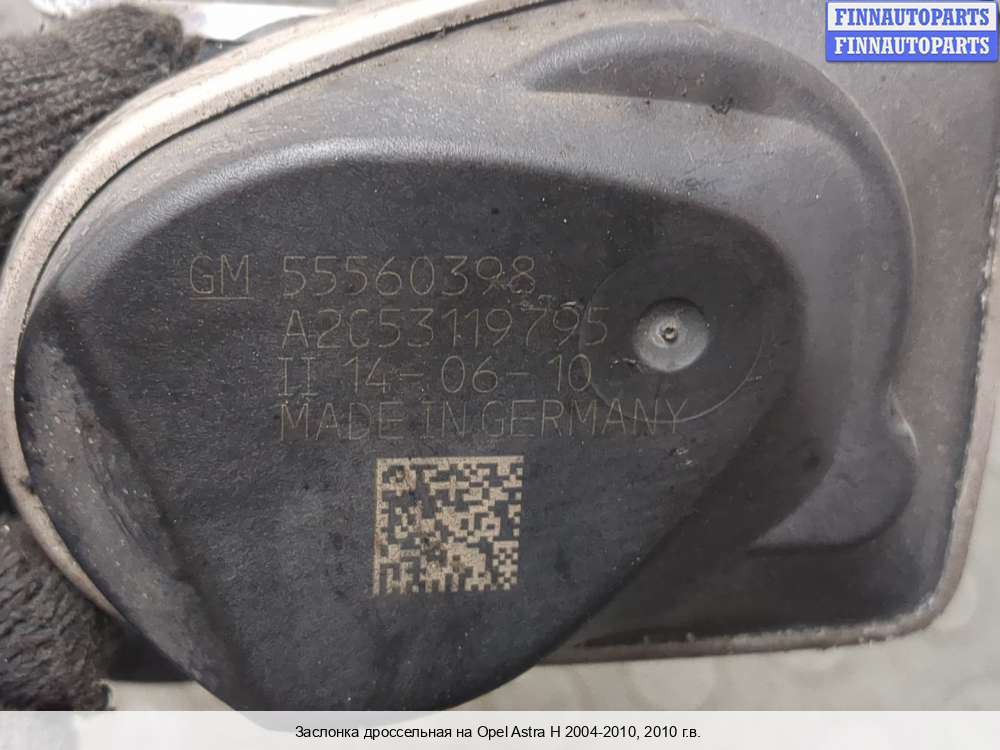 FINNAUTOPARTS
FINNAUTOPARTS
GM 55560398
A2C53119795
II 14-06-10
MADE IN GERMANY
Заслонка дроссельная на Opel Astra H 2004-2010, 2010 г.в.